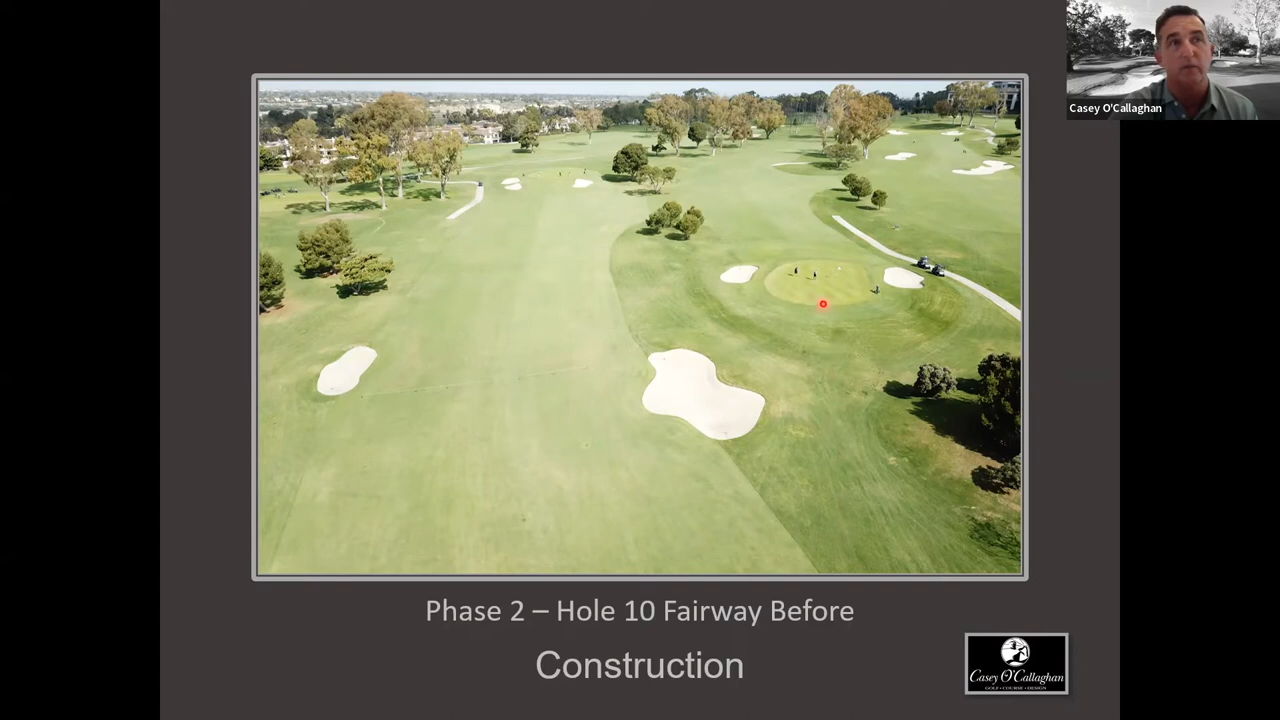 Casey O'Callaghan
Phase 2 – Hole 10 Fairway Before
Construction
Casey O'Callaghan
GOLF • COURSE • DESIGN